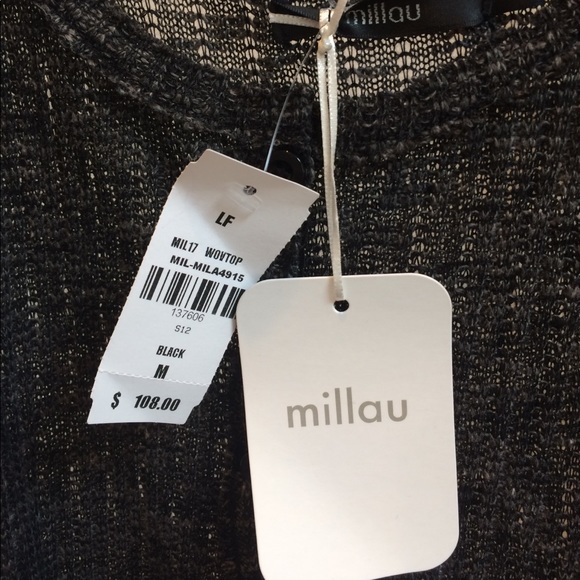 millau
LF
MIL17 WOVTOP
MIL-MILA4915
137606
S12
BLACK
M
$ 108.00
millau